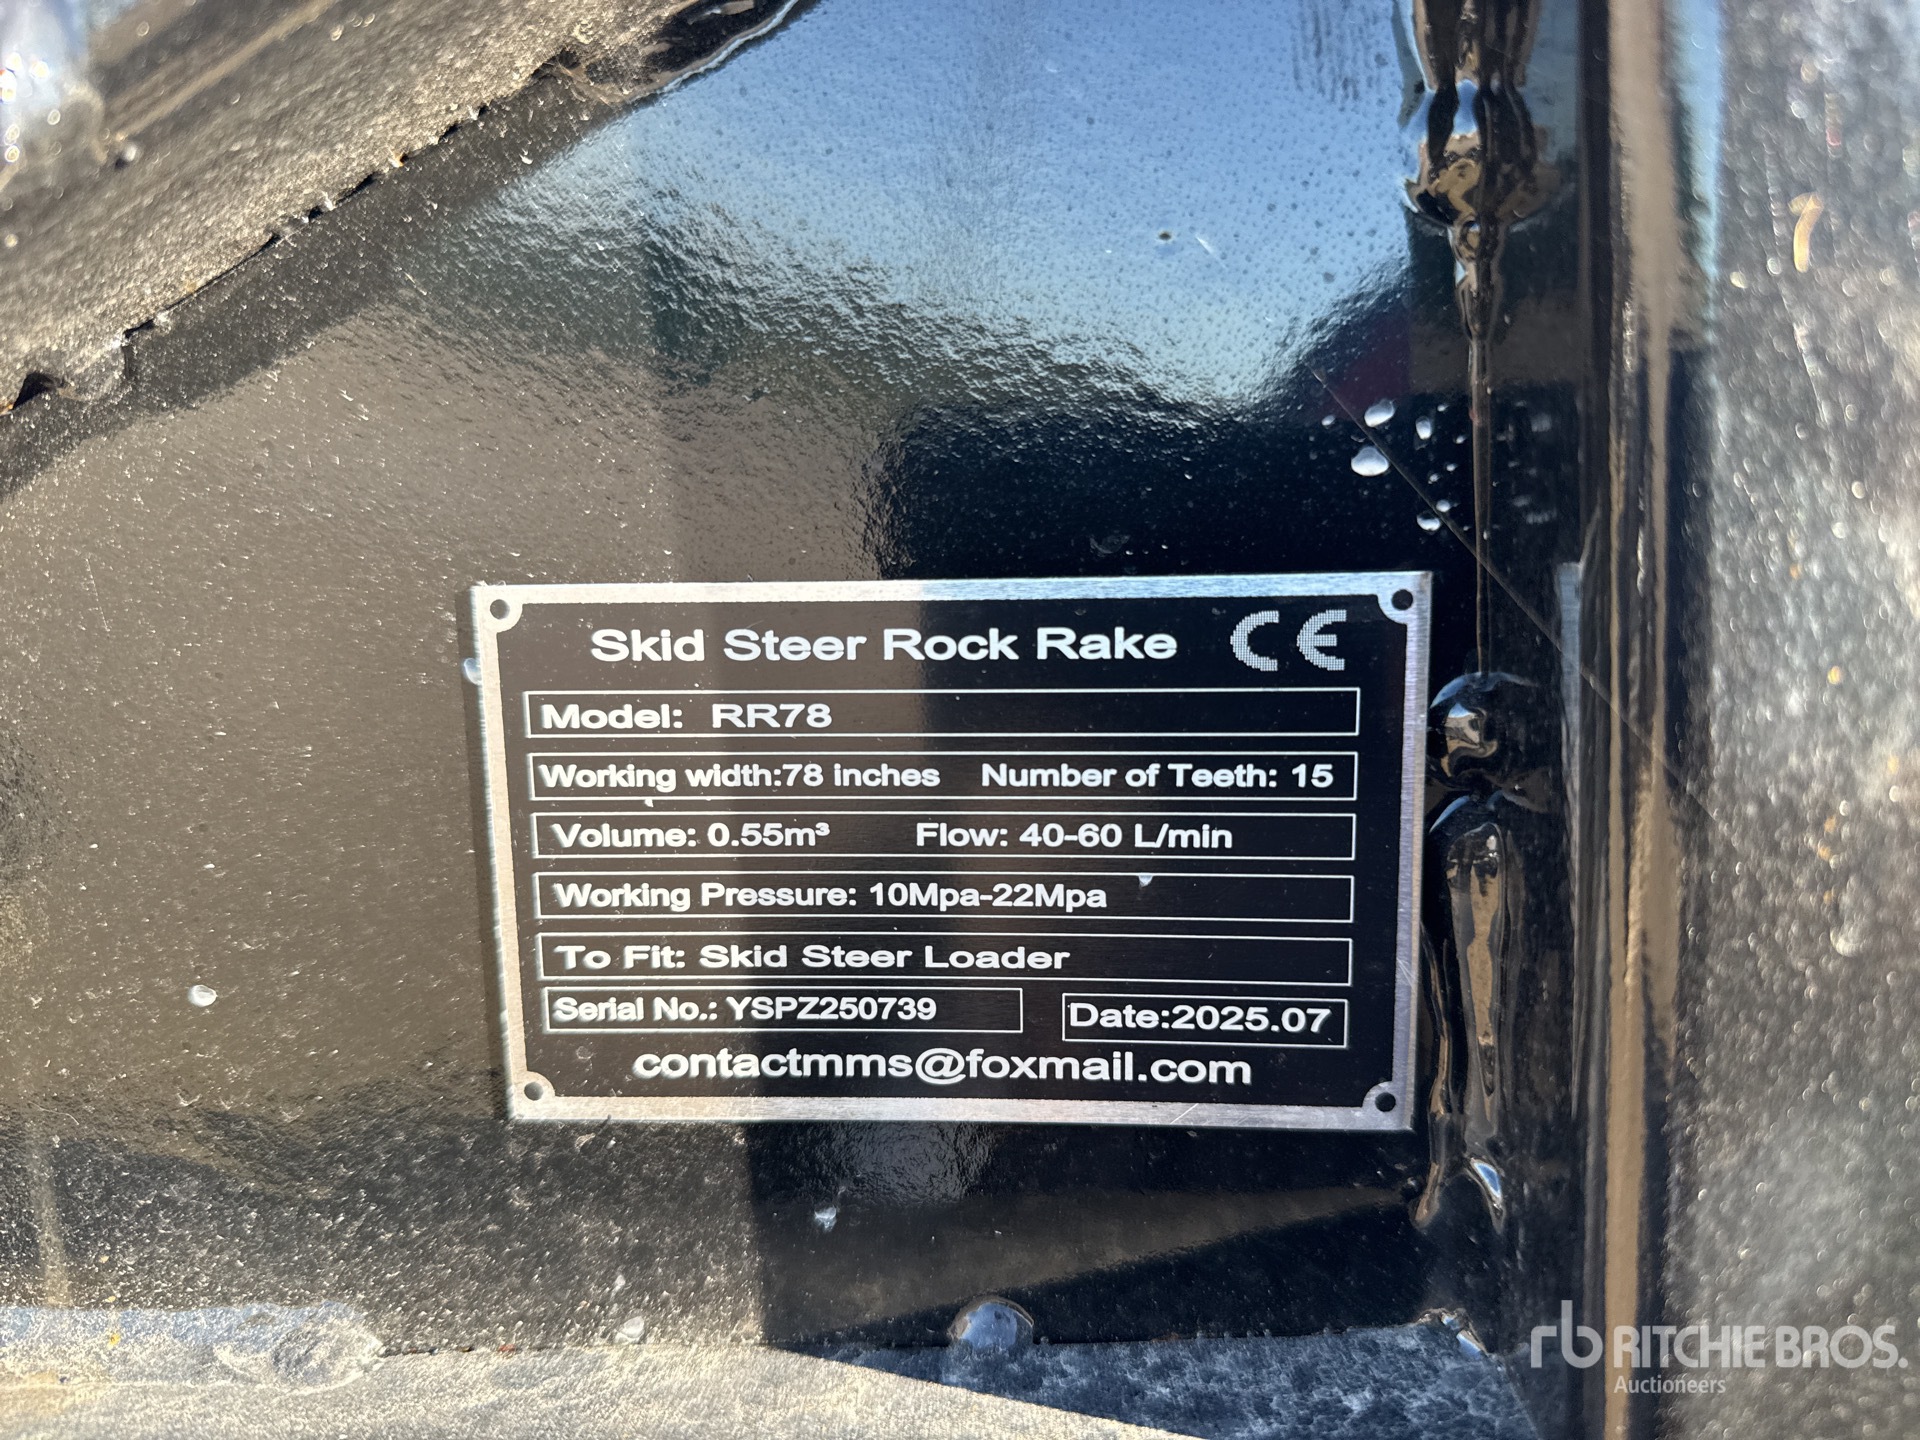 Skid Steer Rock Rake CE
Model: RR78
Working width:78 inches Number of Teeth: 15
Volume: 0.55m³ Flow: 40-60 L/min
Working Pressure: 10Mpa-22Mpa
To Fit: Skid Steer Loader
Serial No.: YSPZ250739 Date:2025.07
contactmms@foxmail.com
rb RITCHIE BROS.
Auctioneers